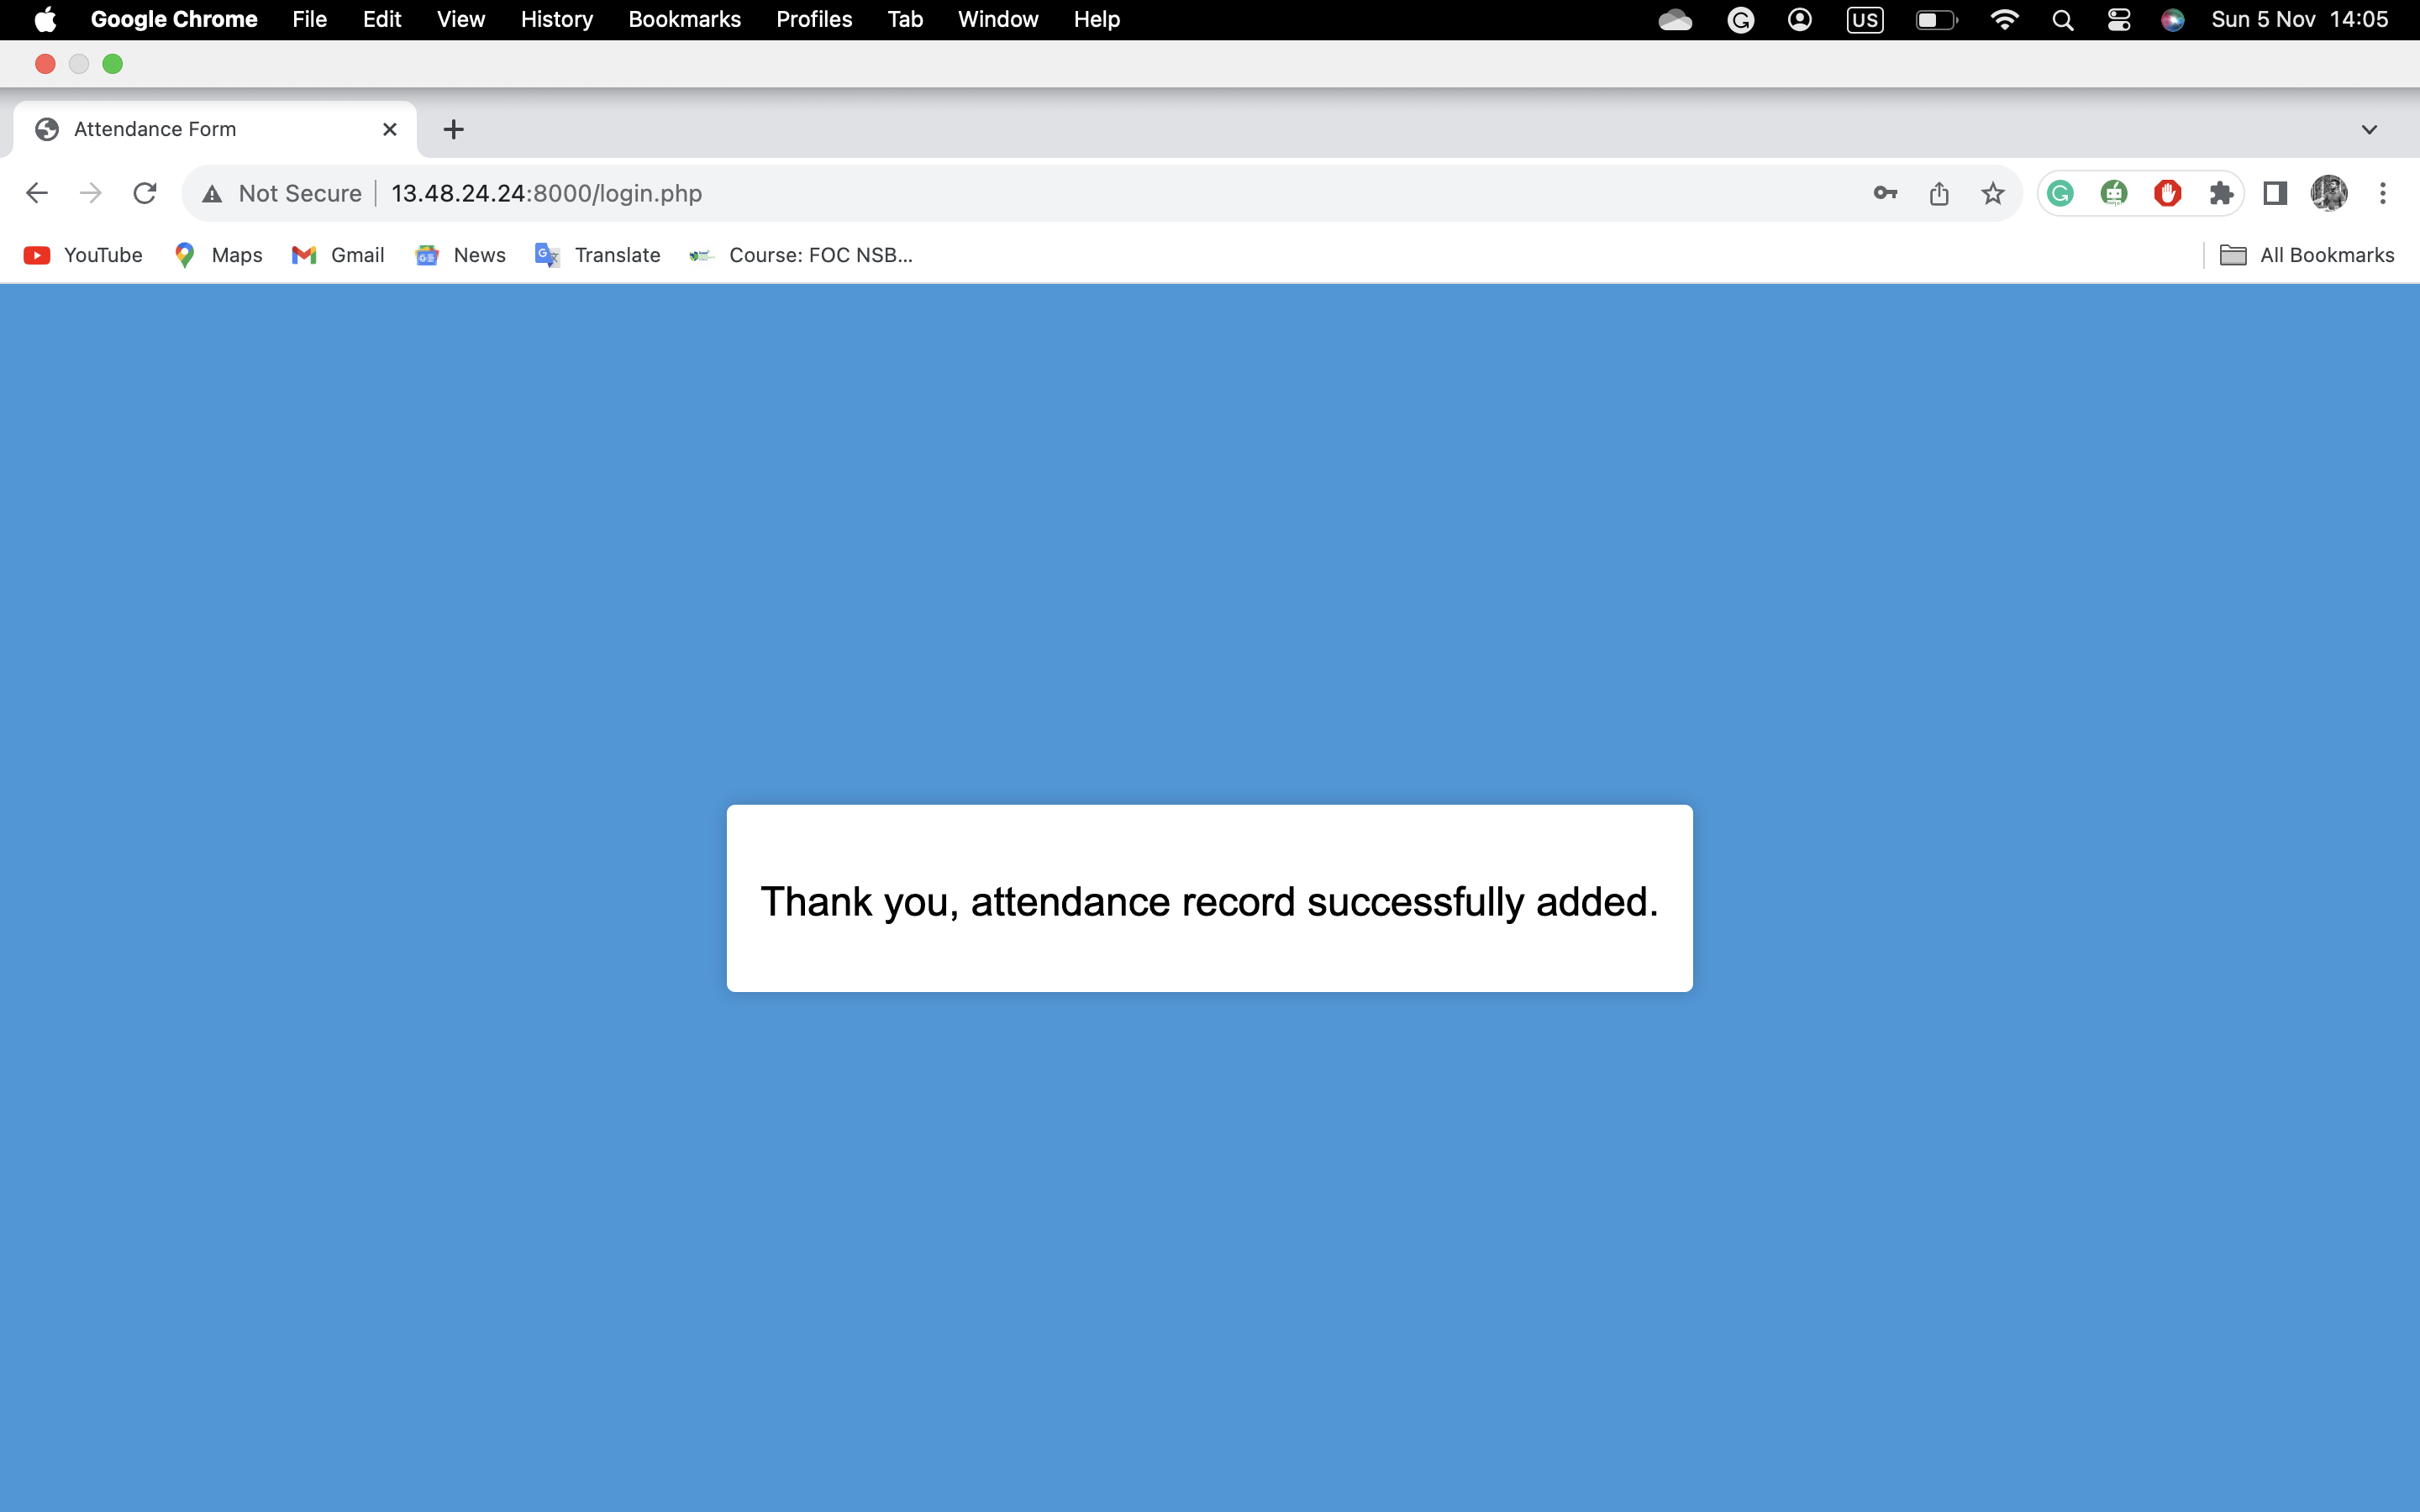 Google Chrome File Edit View History Bookmarks Profiles Tab Window Help US Sun 5 Nov 14:05
Attendance Form
Not Secure 13.48.24.24:8000/login.php
YouTube Maps Gmail News Translate Course: FOC NSB... All Bookmarks
Thank you, attendance record successfully added.